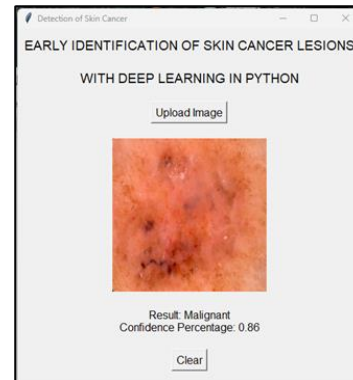 Detection of Skin Cancer
EARLY IDENTIFICATION OF SKIN CANCER LESIONS
WITH DEEP LEARNING IN PYTHON
Upload Image
Result: Malignant
Confidence Percentage: 0.86
Clear